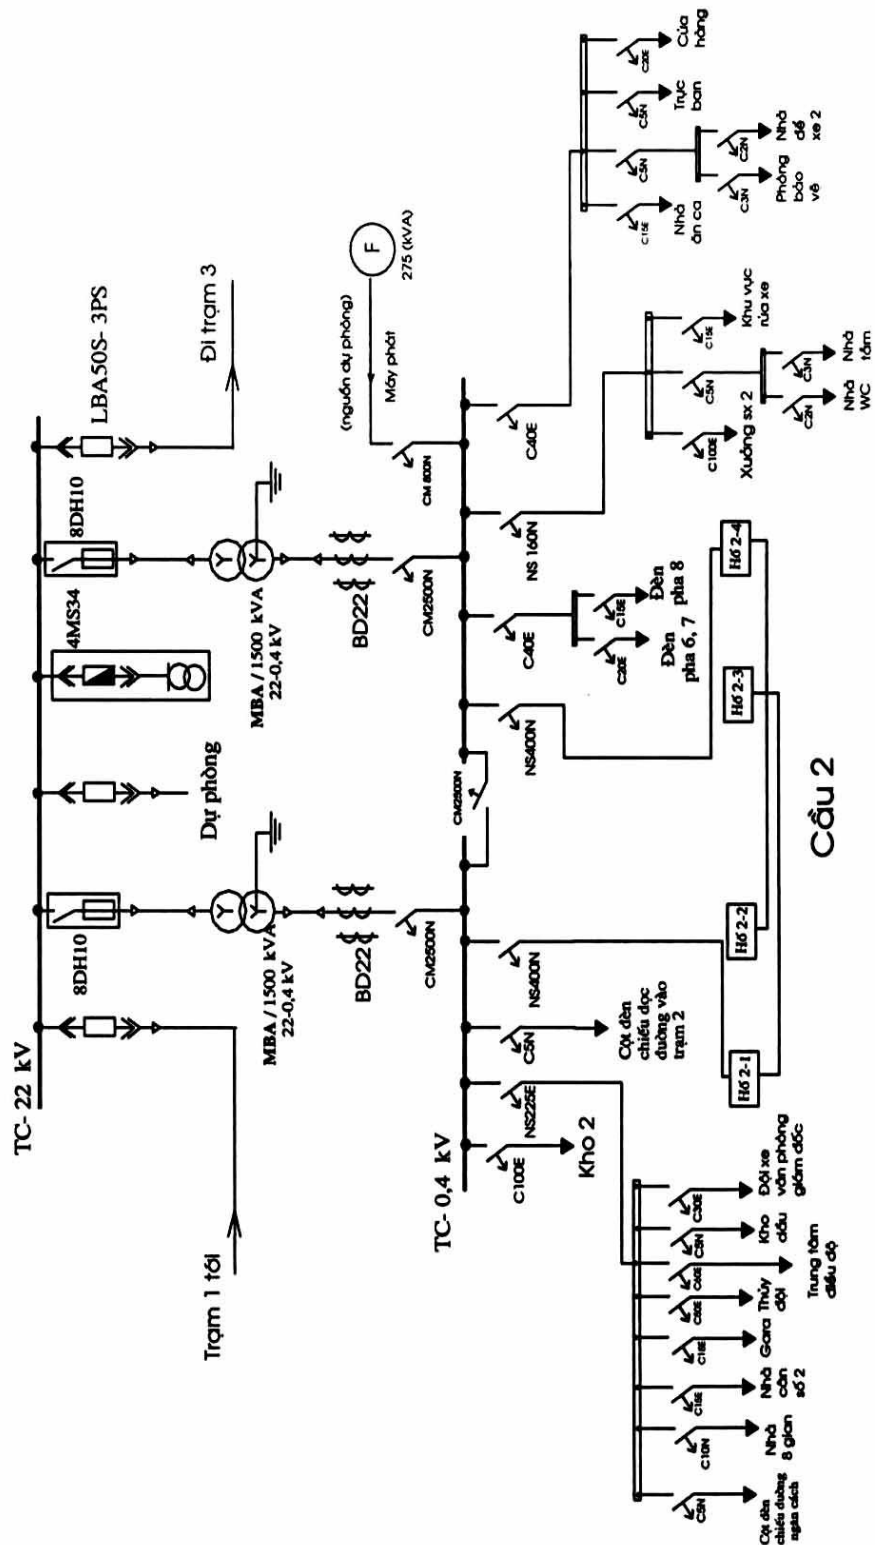 TC- 22 kV
Trạm 1 tới
8DH10
MBA / 1500 kVA
22-0,4 kV
BD22
CM2500N
Dự phòng
4MS34
8DH10
MBA / 1500 kVA
22-0,4 kV
BD22
CM2500N
LBA50S- 3PS
Đi trạm 3
(nguồn dự phòng)
Máy phát
F
275 (kVA)
CM 800N
TC- 0,4 kV
C100E
Kho 2
NS225E
C5N
Cột đèn
chiếu dọc
đường vào
trạm 2
NS400N
CM2500N
NS400N
C40E
C20E
C15E
Đèn
pha 6, 7
Đèn
pha 8
NS 160N
C40E
C5N
Cột đèn
chiếu đường
ngăn cách
C10N
Nhà
8 gian
C15E
Nhà
cân
số 2
C15E
Gara
C50E
Thủy
đội
C60E
Trung tâm
điều độ
C5N
Kho
dầu
C30E
Đội xe
văn phòng
giám đốc
Hố 2-1
Hố 2-2
Hố 2-3
Hố 2-4
Cầu 2
C100E
Xưởng sx 2
C5N
C2N
Nhà
WC
C3N
Nhà
tắm
C15E
Khu vực
rửa xe
C15E
Nhà
ăn ca
C5N
C3N
Phòng
bảo
vệ
C2N
Nhà
để
xe 2
C5N
Trực
ban
C20E
Cửa
hàng